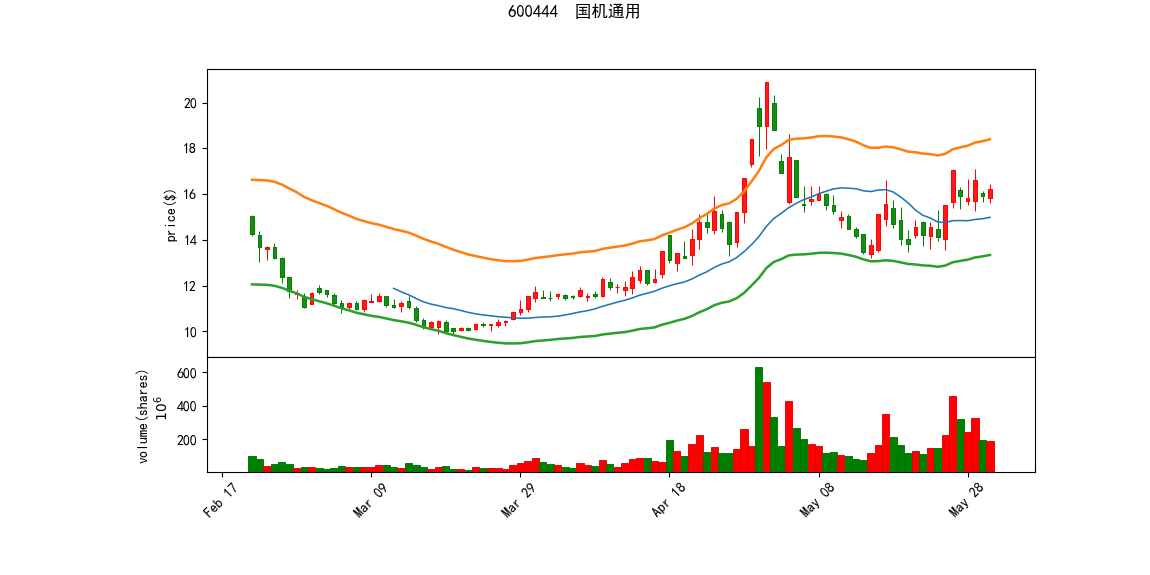 600444 国机通用
price($)
20
18
16
14
12
10
volume(shares)
10^6
600
400
200
Feb 17
Mar 09
Mar 29
Apr 18
May 08
May 28